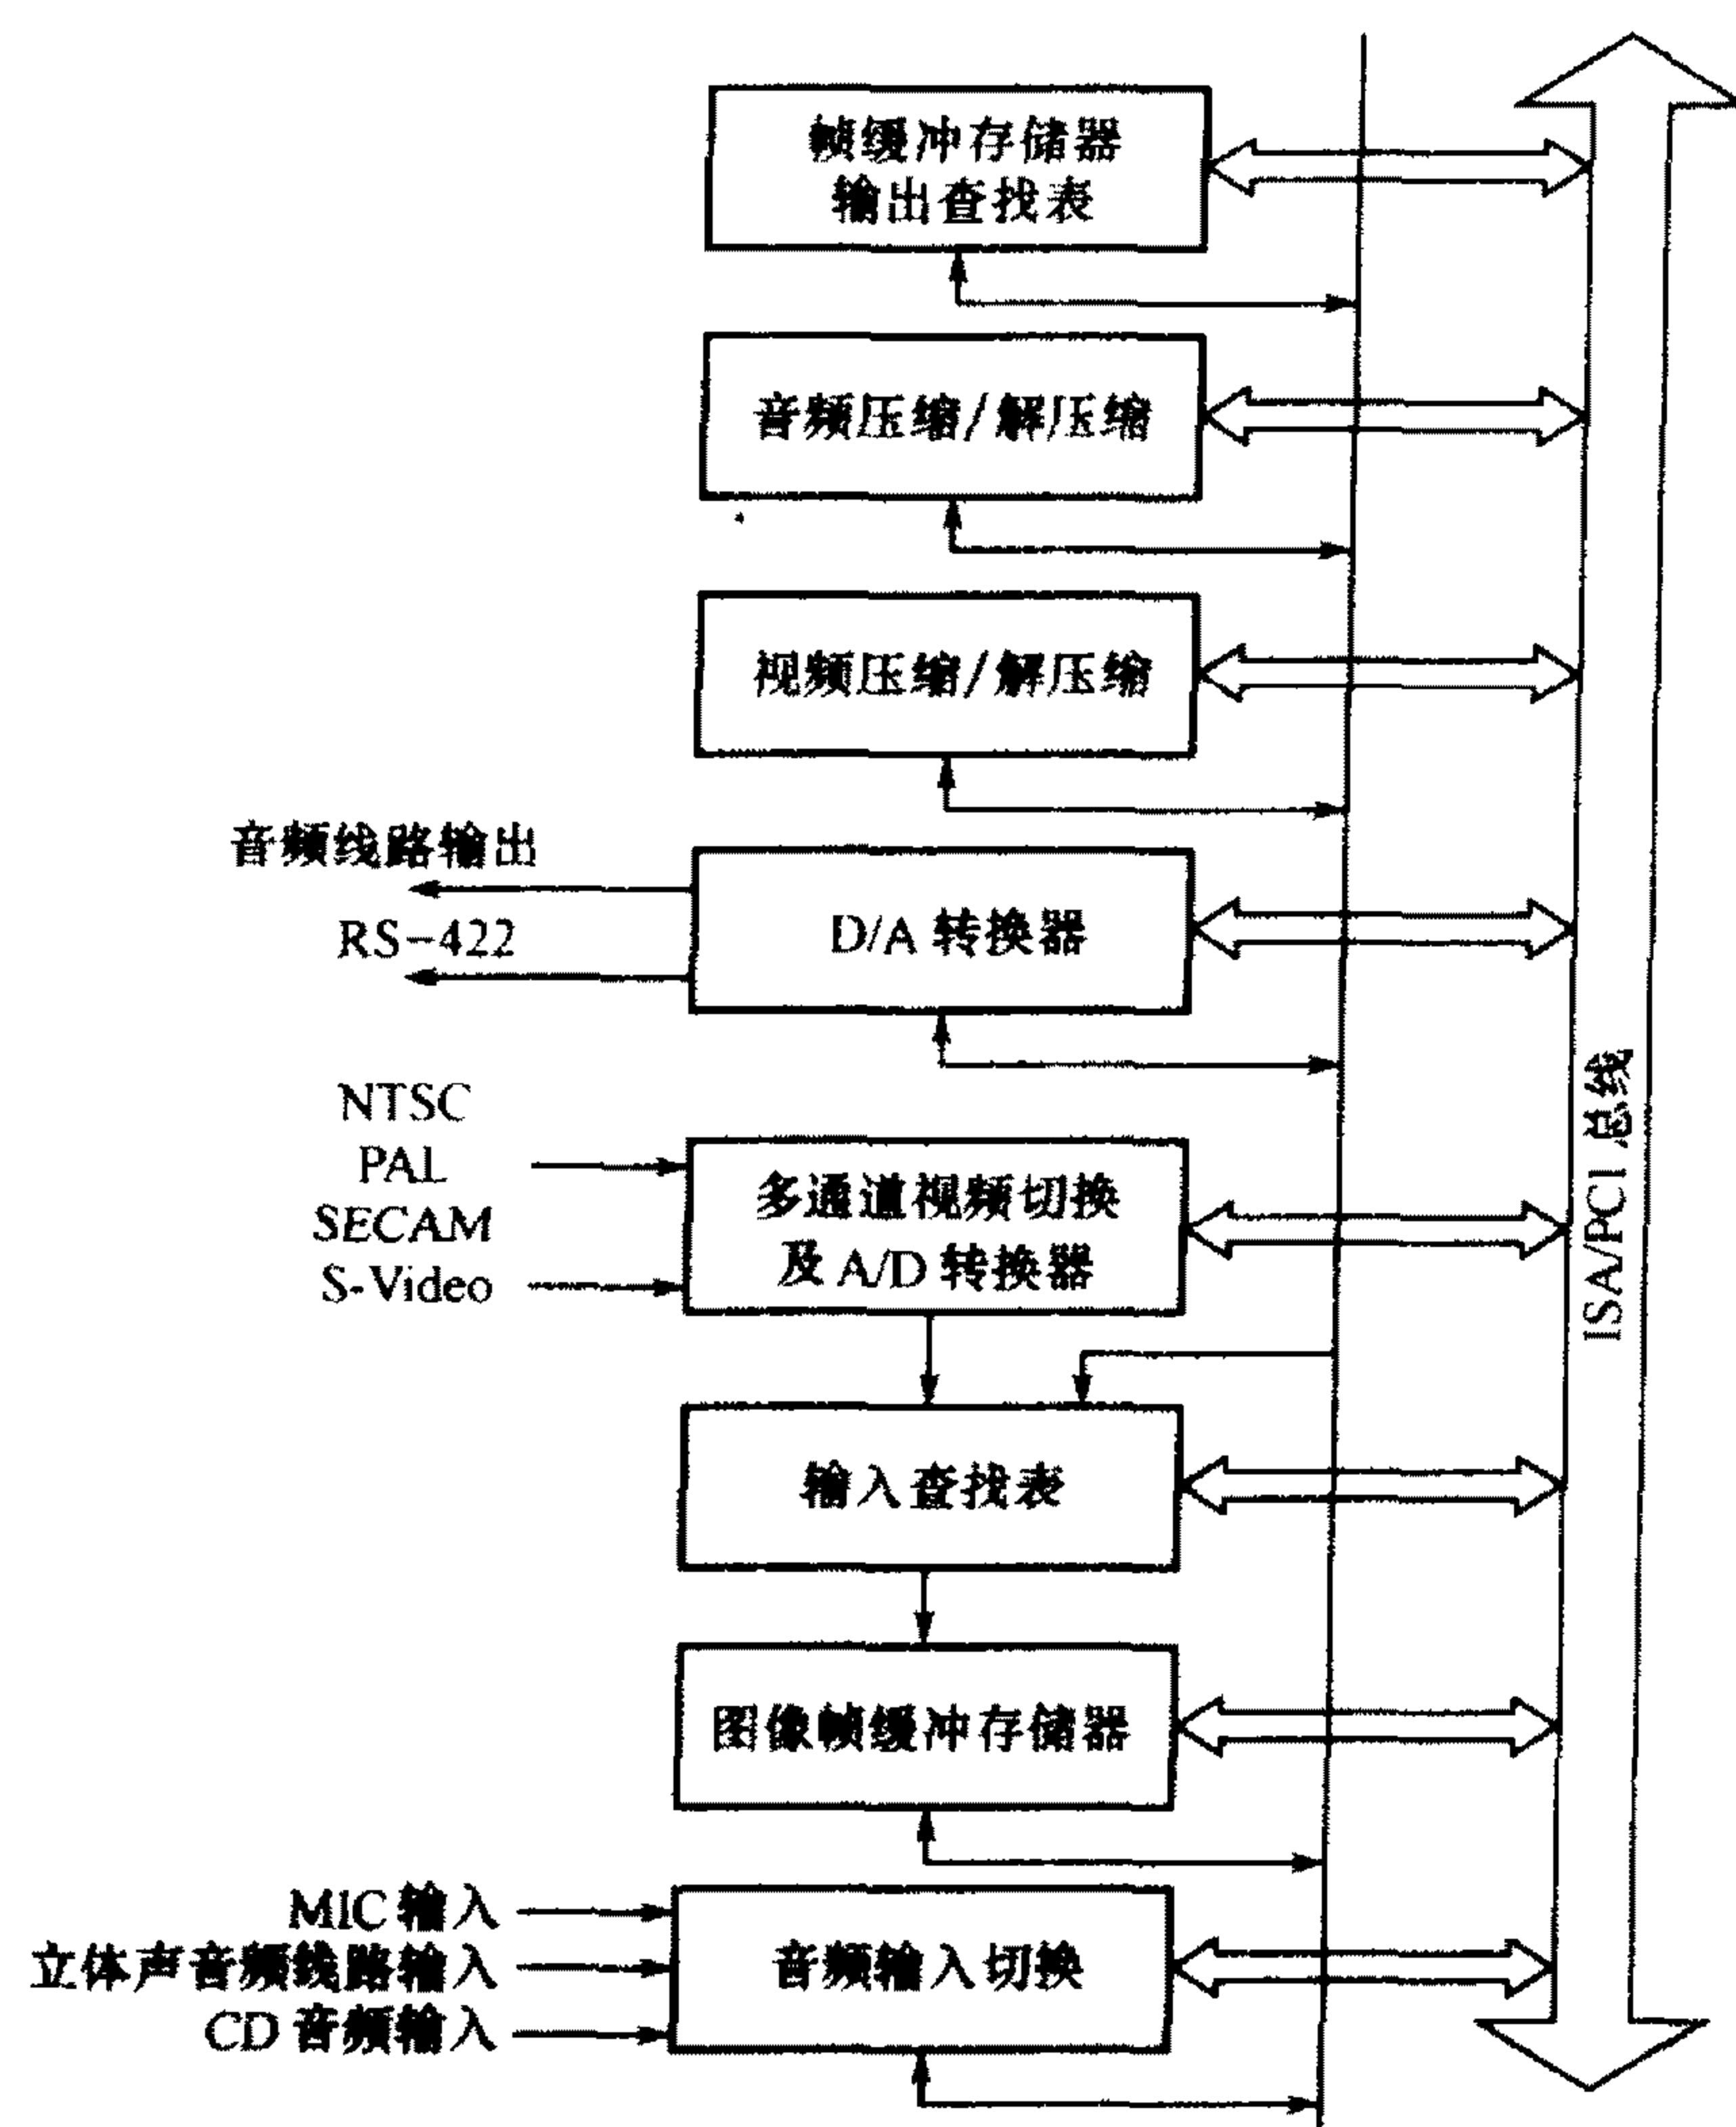 帧缓冲存储器
输出查找表
音频压缩/解压缩
视频压缩/解压缩
音频线路输出
RS-422
D/A 转换器
NTSC
PAL
SECAM
S-Video
多通道视频切换
及 A/D 转换器
ISA/PCI 总线
输入查找表
图像帧缓冲存储器
MIC 输入
立体声音频线路输入
CD 音频输入
音频输入切换